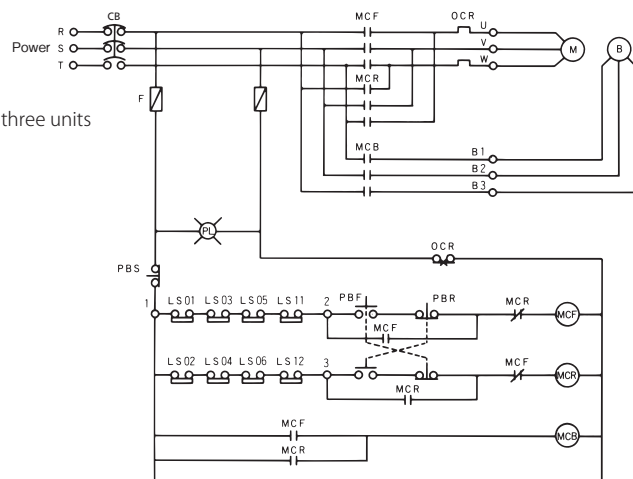 CB
MCF
OCR
R
U
Power S
V
M
B
T
W
MCR
F
three units
MCB
B1
B2
B3
PL
OCR
PBS
1
LS01 LS03 LS05 LS11 2 PBF PBR MCR MCF
MCF
LS02 LS04 LS06 LS12 3 MCF MCR
MCR
MCF
MCB
MCR